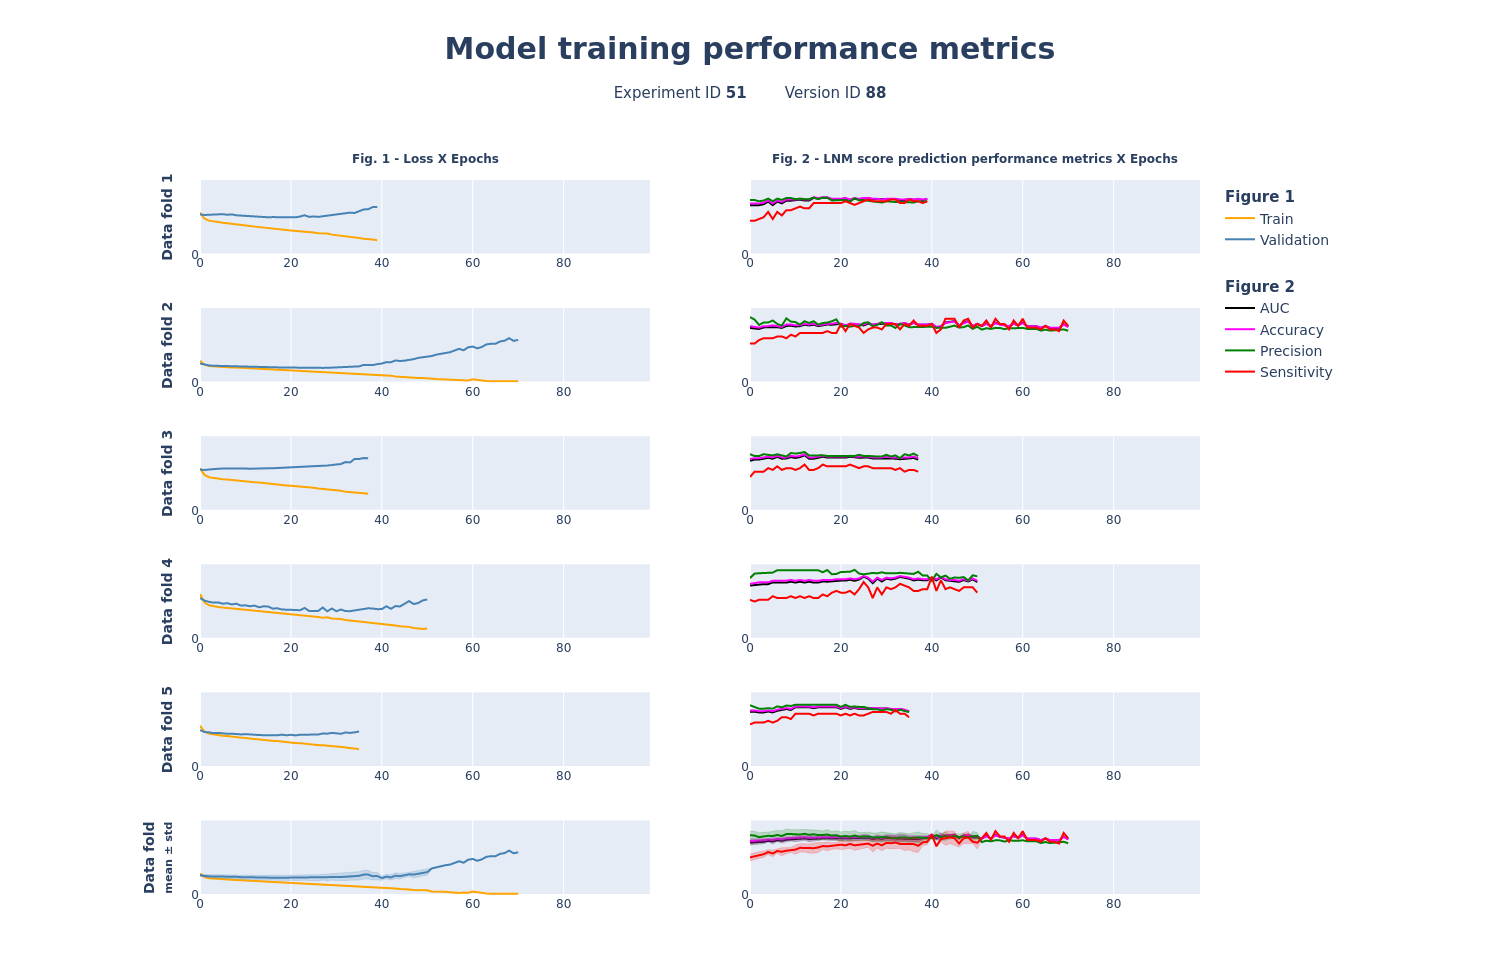 Model training performance metrics
Experiment ID 51 Version ID 88
Fig. 1 - Loss X Epochs
Fig. 2 - LNM score prediction performance metrics X Epochs
Data fold 1
0
0 20 40 60 80
0
0 20 40 60 80
Figure 1
Train
Validation
Figure 2
AUC
Accuracy
Precision
Sensitivity
Data fold 2
0
0 20 40 60 80
0
0 20 40 60 80
Data fold 3
0
0 20 40 60 80
0
0 20 40 60 80
Data fold 4
0
0 20 40 60 80
0
0 20 40 60 80
Data fold 5
0
0 20 40 60 80
0
0 20 40 60 80
Data fold
mean ± std
0
0 20 40 60 80
0
0 20 40 60 80